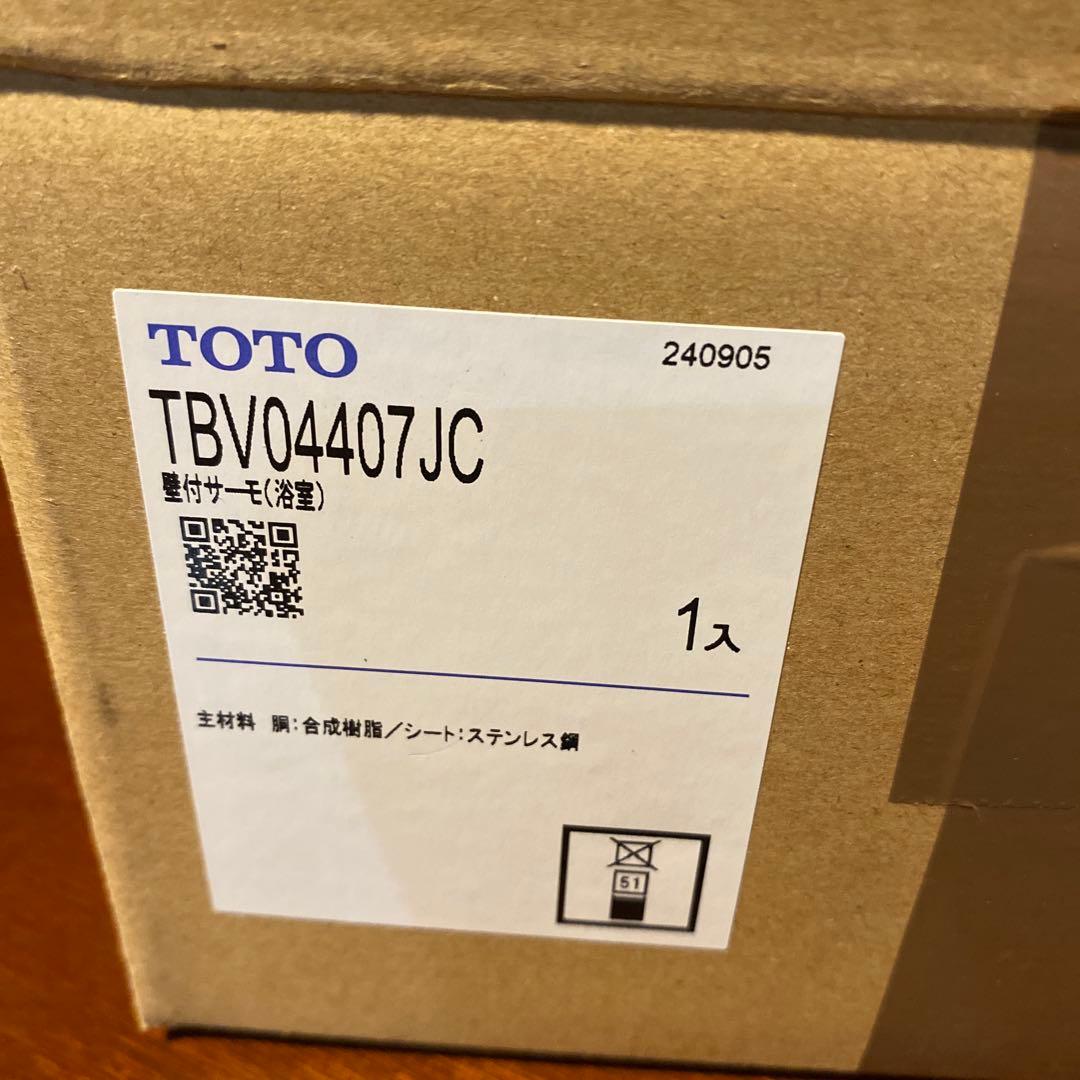 TOTO
240905
TBV04407JC
壁付サーモ(浴室)
1入
主材料 胴:合成樹脂/シート:ステンレス鋼
51